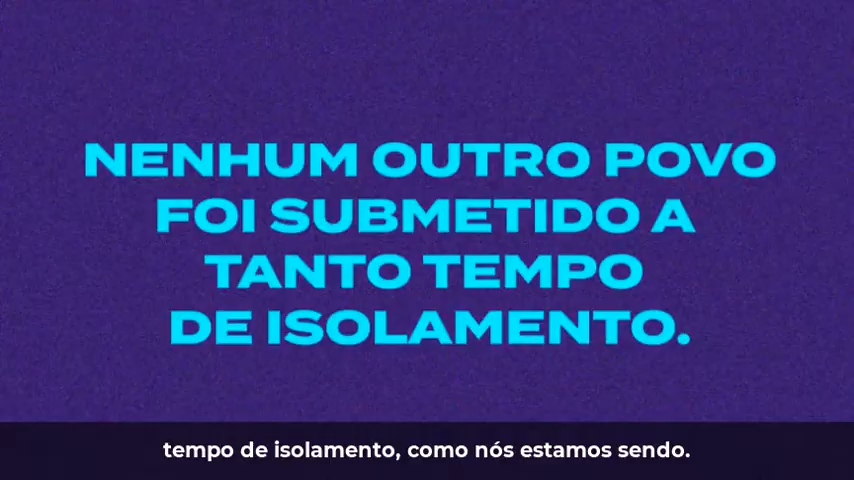 NENHUM OUTRO POVO
FOI SUBMETIDO A
TANTO TEMPO
DE ISOLAMENTO.
tempo de isolamento, como nós estamos sendo.